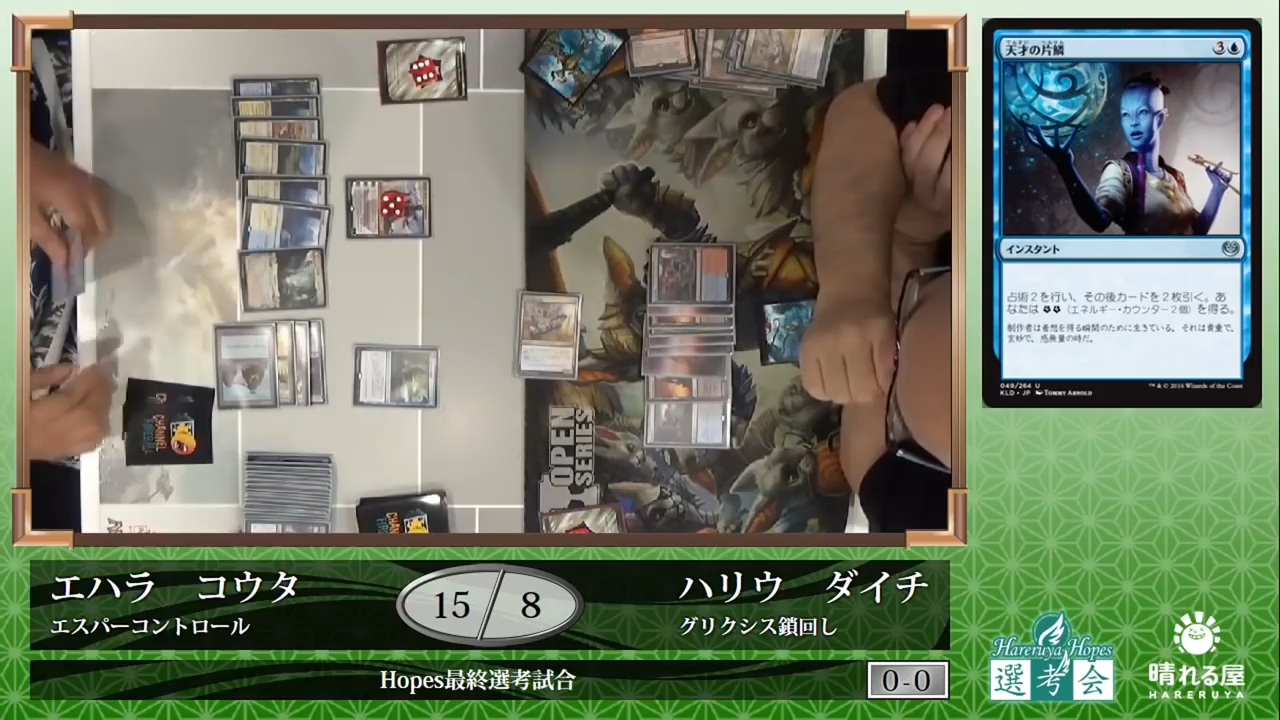 天才の片鱗
3
インスタント
占術2を行い、その後カードを2枚引く。あ
なたは（エネルギー・カウンター2個）を得る。
制作者は着想を得る瞬間のために生きている。それは貴重で、
玄妙で、感無量の時だ。
049/264 U
KLD・JP TOMMY ARNOLD
™ & © 2016 Wizards of the Coast
OPEN
SERIES
CHANNEL
エハラ コウタ
エスパーコントロール
15 / 8
ハリウ ダイチ
グリクシス鎖回し
Hopes最終選考試合
0-0
Hareruya Hopes
選考会
晴れる屋
HARERUYA